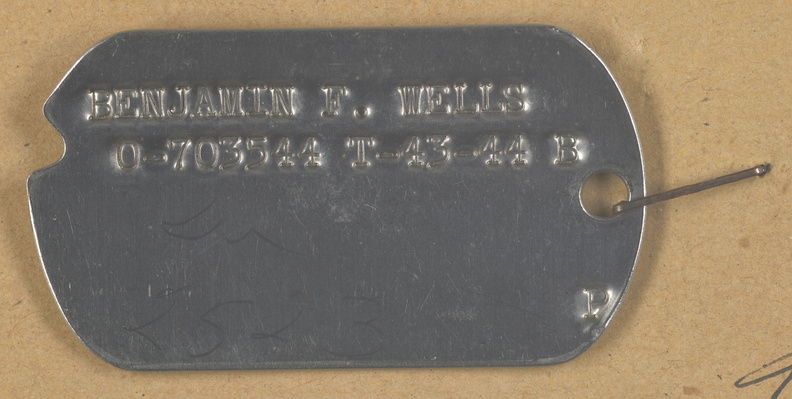 BENJAMIN F. WELLS
O-703544 T-43-44 B
P